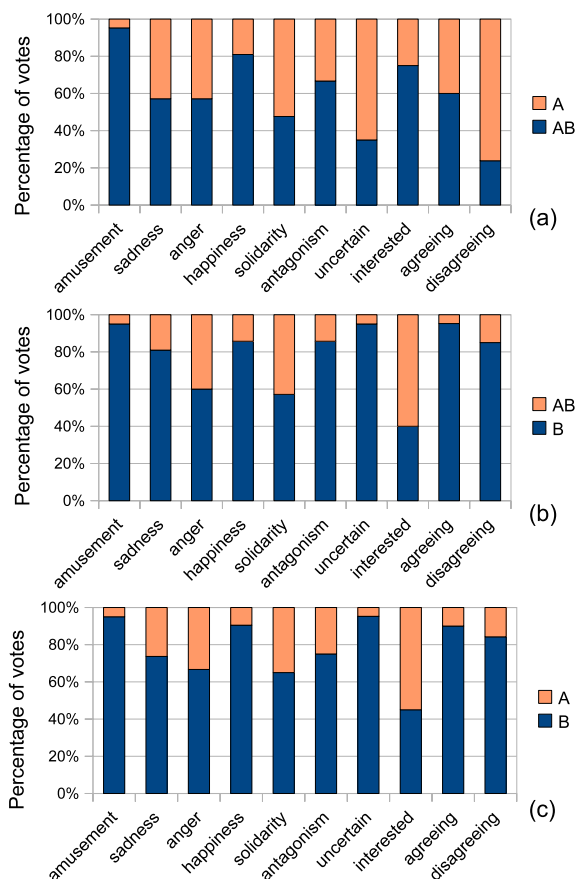 100%
80%
60%
40%
20%
0%
Percentage of votes
amusement
sadness
anger
happiness
solidarity
antagonism
uncertain
interested
agreeing
disagreeing
A
AB
(a)
100%
80%
60%
40%
20%
0%
Percentage of votes
amusement
sadness
anger
happiness
solidarity
antagonism
uncertain
interested
agreeing
disagreeing
AB
B
(b)
100%
80%
60%
40%
20%
0%
Percentage of votes
amusement
sadness
anger
happiness
solidarity
antagonism
uncertain
interested
agreeing
disagreeing
A
B
(c)